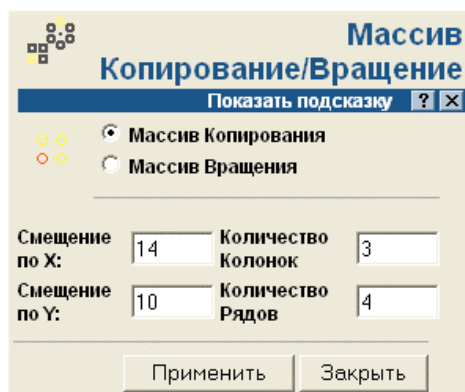 Массив
Копирование/Вращение
Показать подсказку ? X
Массив Копирования
Массив Вращения
Смещение по X: 14 Количество Колонок 3
Смещение по Y: 10 Количество Рядов 4
Применить Закрыть